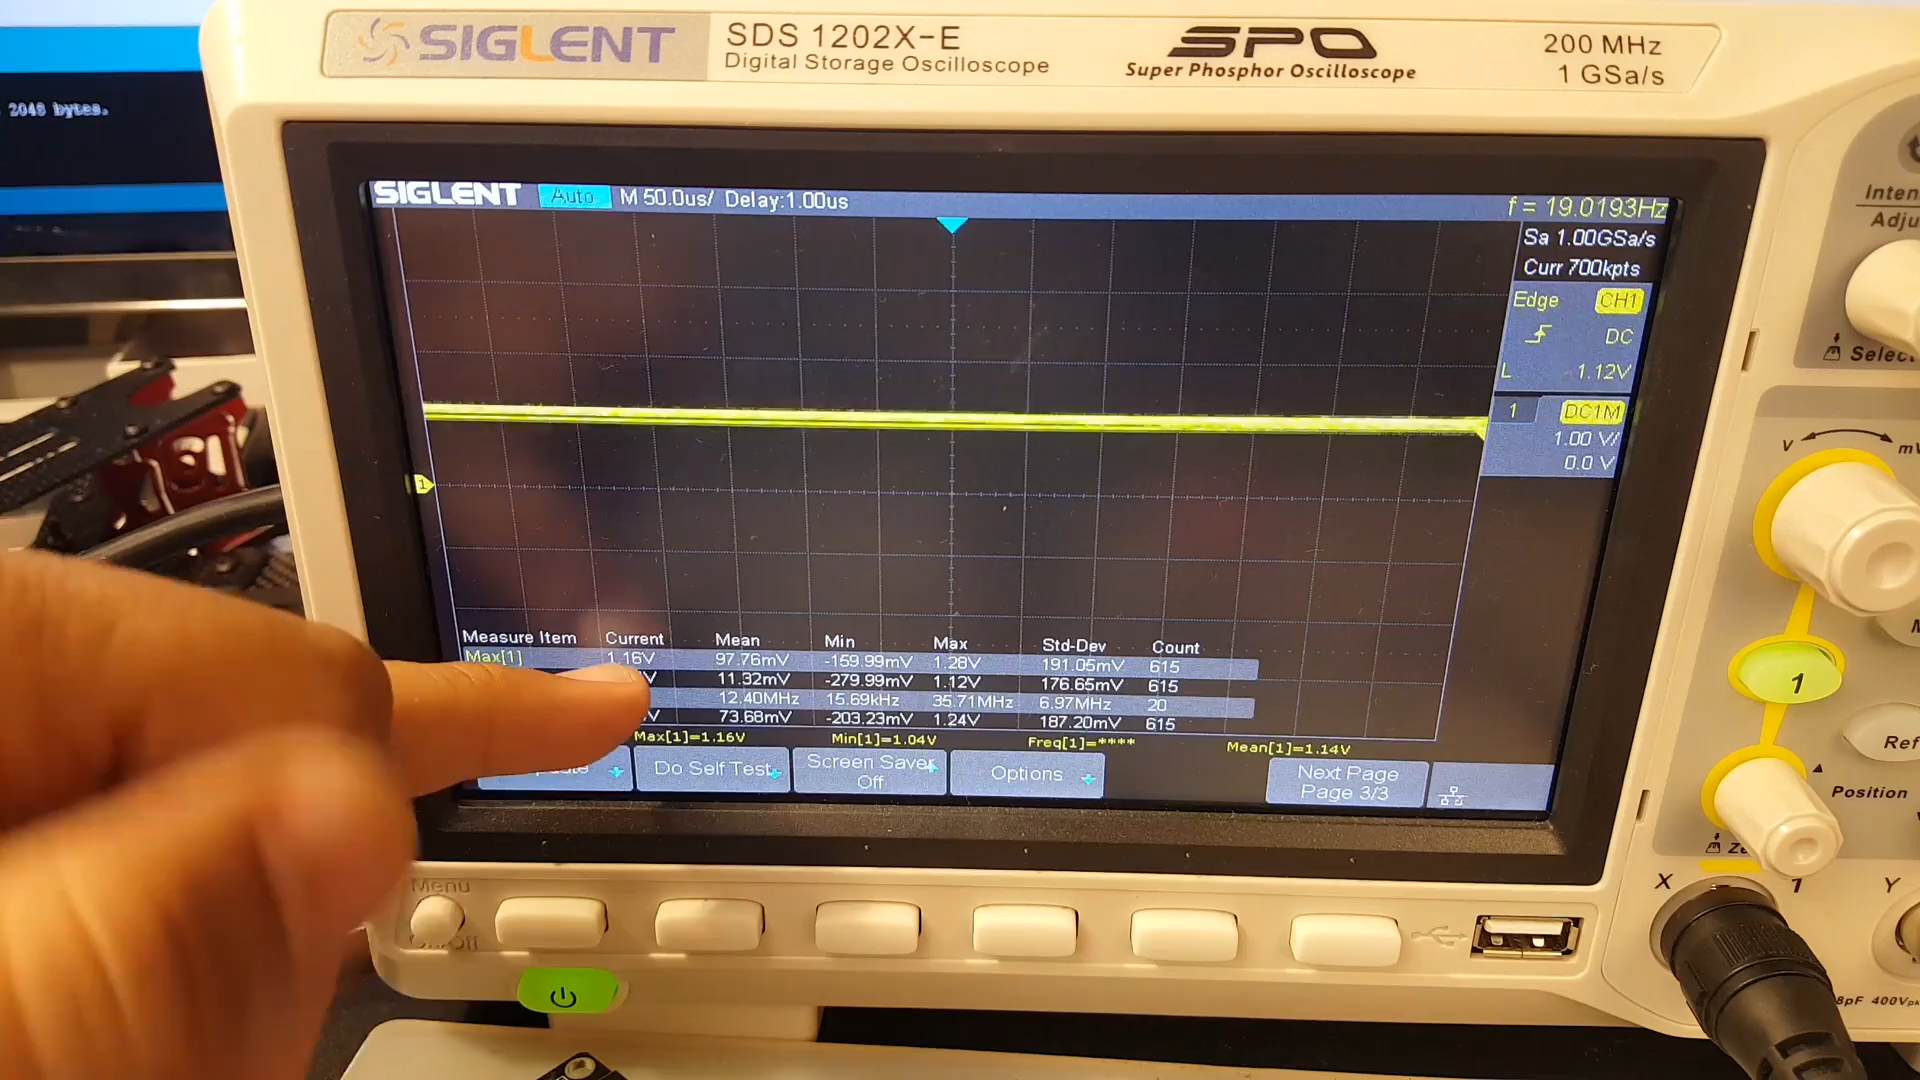 SIGLENT SDS 1202X-E SPO 200 MHz
Digital Storage Oscilloscope Super Phosphor Oscilloscope 1 GSa/s
2048 bytes.
SIGLENT Auto M 50.0us/ Delay:1.00us f = 19.0193Hz
Sa 1.00GSa/s
Curr 700kpts
Edge CH1
DC
L 1.12V
1 DC1M
1.00 V/
0.0 V
1
Measure Item Current Mean Min Max Std-Dev Count
Max[1] 1.16V 97.76mV -159.99mV 1.28V 191.05mV 615
11.32mV -279.99mV 1.12V 176.65mV 615
12.40MHz 15.69kHz 35.71MHz 6.97MHz 20
73.68mV -203.23mV 1.24V 187.20mV 615
Max[1]=1.16V Min[1]=1.04V Freq[1]=**** Mean[1]=1.14V
Do Self Test Screen Saver Options Next Page
Off Page 3/3
Menu
On/Off
Adju
Select
V
1
Ref
Position
X
1
Y
8pF 400Vpk